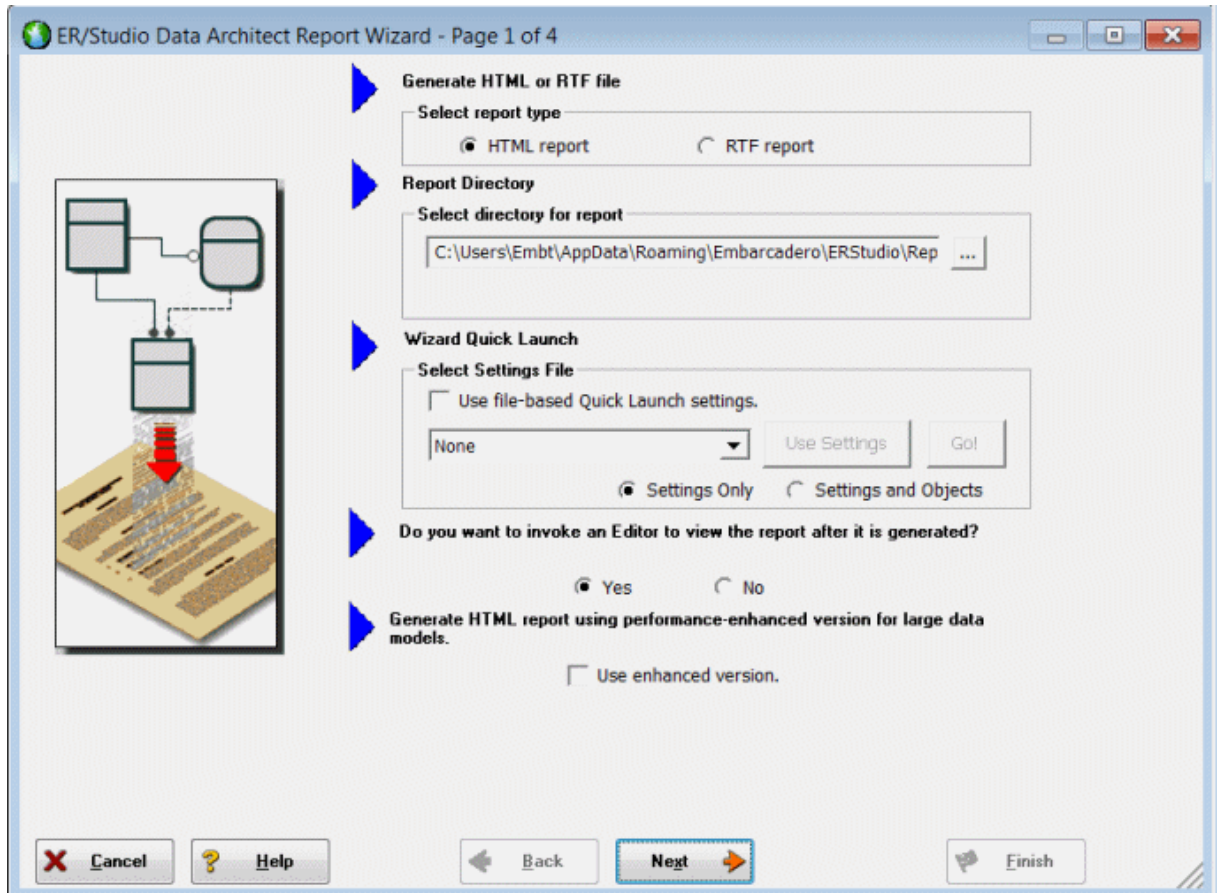 ER/Studio Data Architect Report Wizard - Page 1 of 4
Generate HTML or RTF file
Select report type
HTML report RTF report
Report Directory
Select directory for report
C:\Users\Embt\AppData\Roaming\Embarcadero\ERStudio\Rep ...
Wizard Quick Launch
Select Settings File
Use file-based Quick Launch settings.
None Use Settings Go!
Settings Only Settings and Objects
Do you want to invoke an Editor to view the report after it is generated?
Yes No
Generate HTML report using performance-enhanced version for large data
models.
Use enhanced version.
Cancel Help Back Next Finish